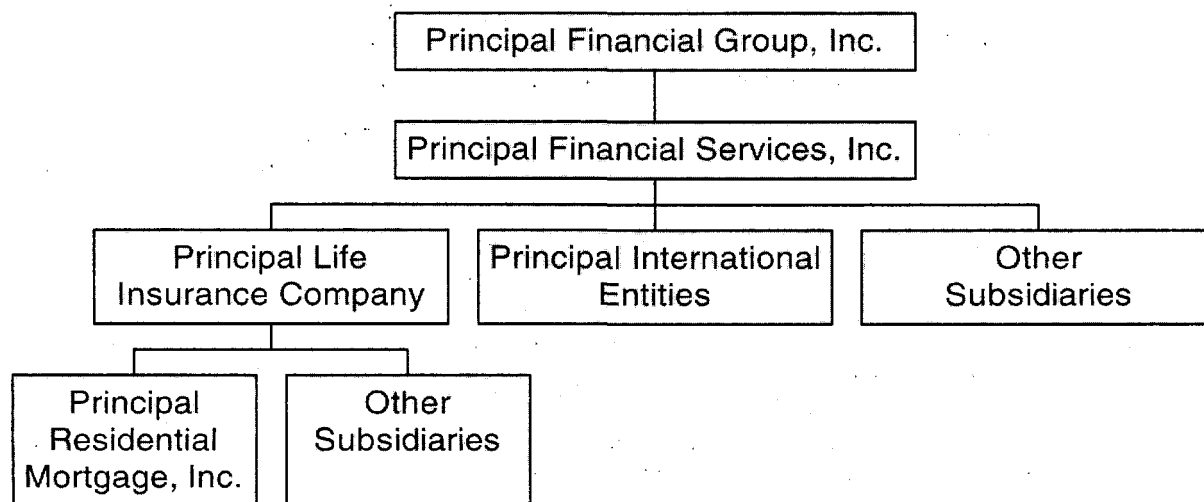 Principal Financial Group, Inc.
Principal Financial Services, Inc.
Principal Life
Insurance Company
Principal International
Entities
Other
Subsidiaries
Principal
Residential
Mortgage, Inc.
Other
Subsidiaries